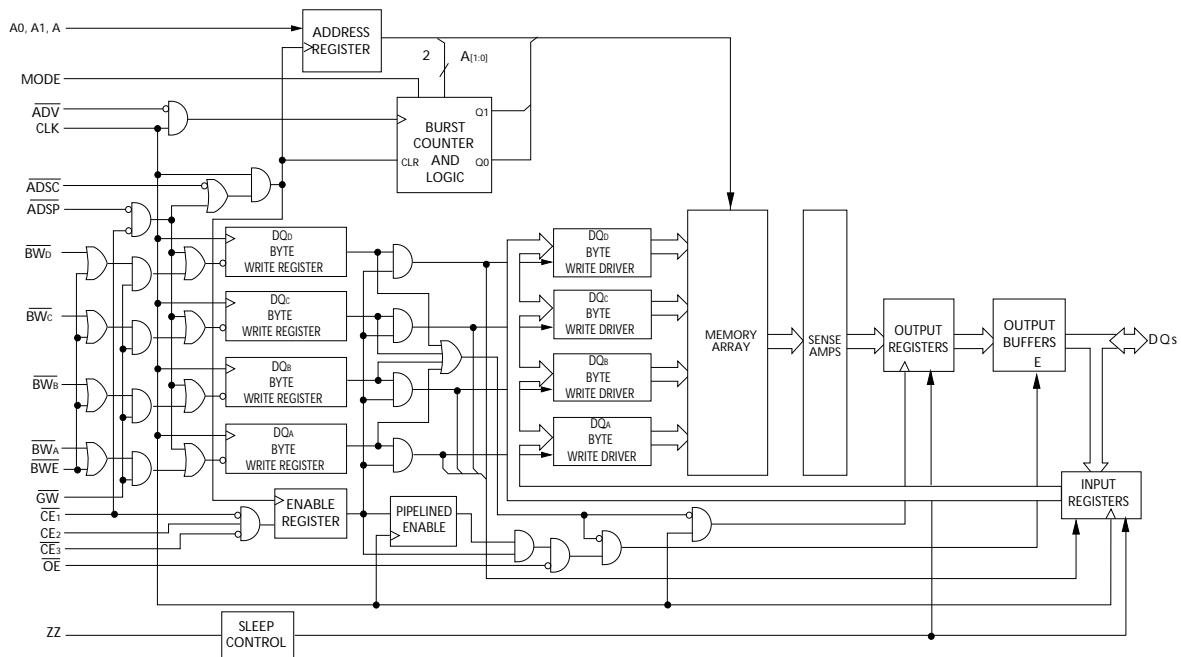 A0, A1, A
ADDRESS
REGISTER
2 A[1:0]
MODE
ADV
CLK
Q1
BURST
COUNTER
AND
LOGIC
CLR
Q0
ADSC
ADSP
BWD
DQD
BYTE
WRITE REGISTER
DQD
BYTE
WRITE DRIVER
BWC
DQC
BYTE
WRITE REGISTER
DQC
BYTE
WRITE DRIVER
MEMORY
ARRAY
SENSE
AMPS
OUTPUT
REGISTERS
OUTPUT
BUFFERS
E
DQs
BWB
DQB
BYTE
WRITE REGISTER
DQB
BYTE
WRITE DRIVER
BWA
BWE
DQA
BYTE
WRITE REGISTER
DQA
BYTE
WRITE DRIVER
GW
CE1
CE2
CE3
OE
ENABLE
REGISTER
PIPELINED
ENABLE
INPUT
REGISTERS
ZZ
SLEEP
CONTROL